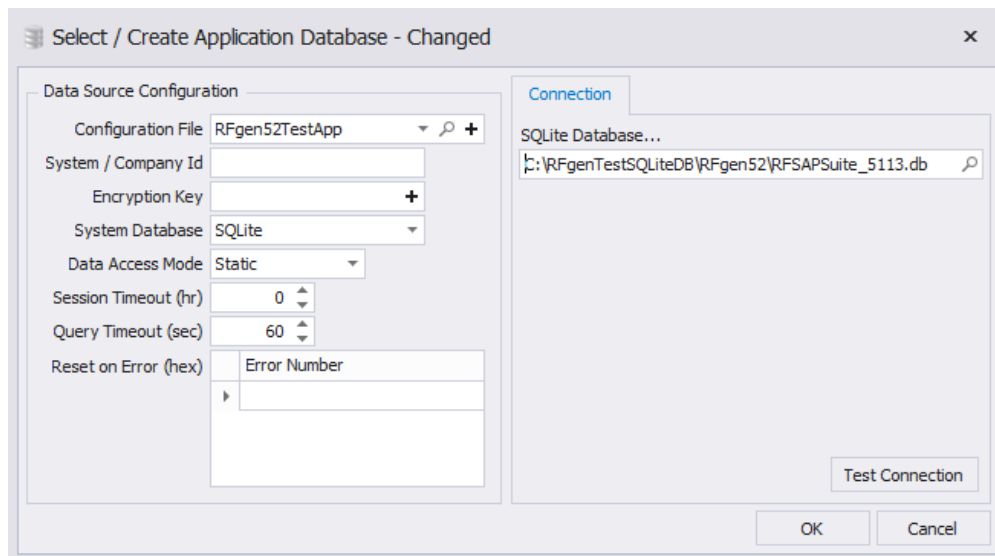 Select / Create Application Database - Changed
Data Source Configuration
Configuration File RFgen52TestApp
System / Company Id
Encryption Key
System Database SQLite
Data Access Mode Static
Session Timeout (hr) 0
Query Timeout (sec) 60
Reset on Error (hex) Error Number
Connection
SQLite Database...
C:\RFgenTestSQLiteDB\RFgen52\RFSAPSuite_5113.db
Test Connection
OK Cancel